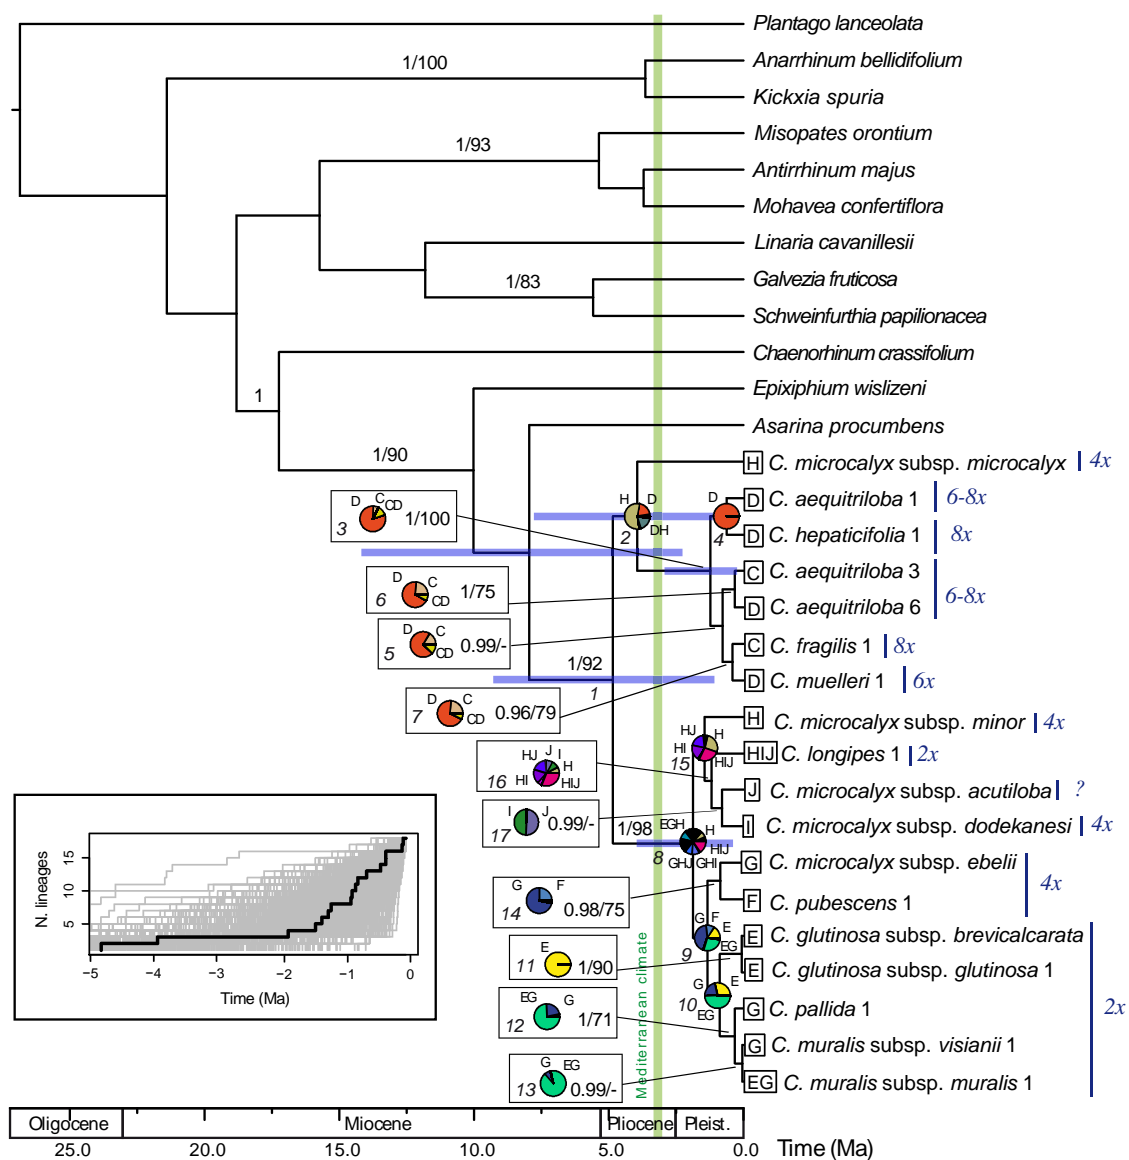 Plantago lanceolata
1/100
Anarrhinum bellidifolium
Kickxia spuria
1/93
Misopates orontium
Antirrhinum majus
Mohavea confertiflora
Linaria cavanillesii
1/83
Galvezia fruticosa
Schweinfurthia papilionacea
Chaenorhinum crassifolium
1
Epixiphium wislizeni
Asarina procumbens
1/90
H C. microcalyx subsp. microcalyx 4x
D C. aequitriloba 1 6-8x
D C. hepaticifolia 1 8x
C C. aequitriloba 3
D C. aequitriloba 6
6-8x
C C. fragilis 1 8x
D C. muelleri 1 6x
H C. microcalyx subsp. minor 4x
HIJ C. longipes 1 2x
J C. microcalyx subsp. acutiloba ?
I C. microcalyx subsp. dodekanesi 4x
G C. microcalyx subsp. ebelii
F C. pubescens 1
4x
E C. glutinosa subsp. brevicalcarata
E C. glutinosa subsp. glutinosa 1
G C. pallida 1
G C. muralis subsp. visianii 1
EG C. muralis subsp. muralis 1
2x
D C CD
3 1/100
H D
2 DH
D
4
D C
6 CD 1/75
D C
5 CD 0.99/-
1/92
1
D C
7 CD 0.96/79
HJ H
HI HIJ
15
HJ J I
H
HI HIJ
16
I J
17 0.99/-
1/98
EGH H
HIJ
8 GHJ GHI
G F
14 0.98/75
G F
E
9 EG
E
11 1/90
G E
10 EG
EG G
12 1/71
G EG
13 0.99/-
Mediterranean climate
N. lineages
15
10
5
−5 −4 −3 −2 −1 0
Time (Ma)
Oligocene Miocene Pliocene Pleist.
25.0 20.0 15.0 10.0 5.0 0.0 Time (Ma)